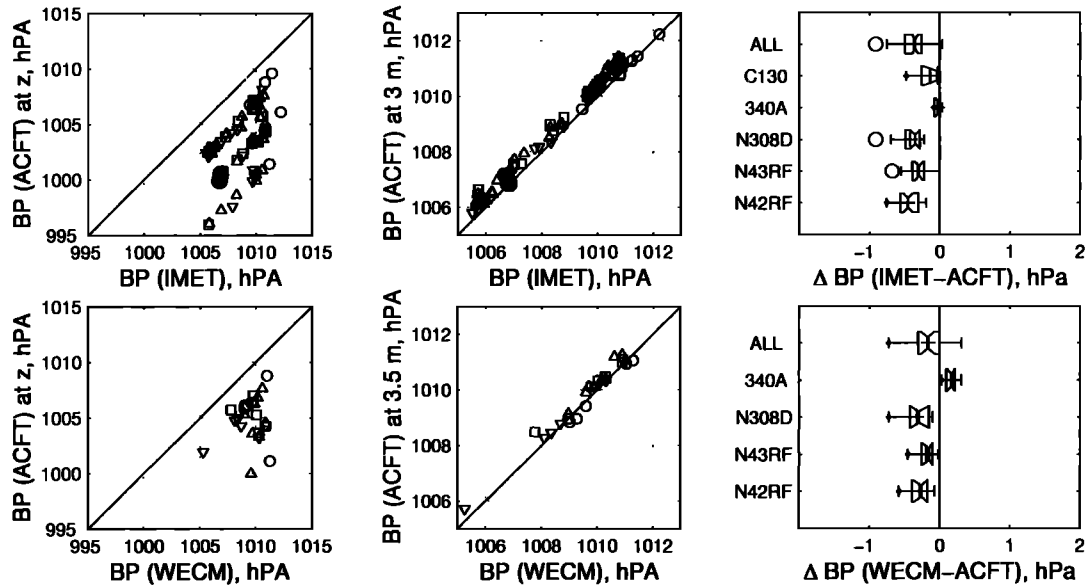 BP (ACFT) at z, hPA
1015
1010
1005
1000
995
995 1000 1005 1010 1015
BP (IMET), hPA
BP (ACFT) at 3 m, hPA
1012
1010
1008
1006
1006 1008 1010 1012
BP (IMET), hPA
ALL
C130
340A
N308D
N43RF
N42RF
−1 0 1 2
Δ BP (IMET−ACFT), hPa
BP (ACFT) at z, hPA
1015
1010
1005
1000
995
995 1000 1005 1010 1015
BP (WECM), hPA
BP (ACFT) at 3.5 m, hPA
1012
1010
1008
1006
1006 1008 1010 1012
BP (WECM), hPA
ALL
340A
N308D
N43RF
N42RF
−1 0 1 2
Δ BP (WECM−ACFT), hPa